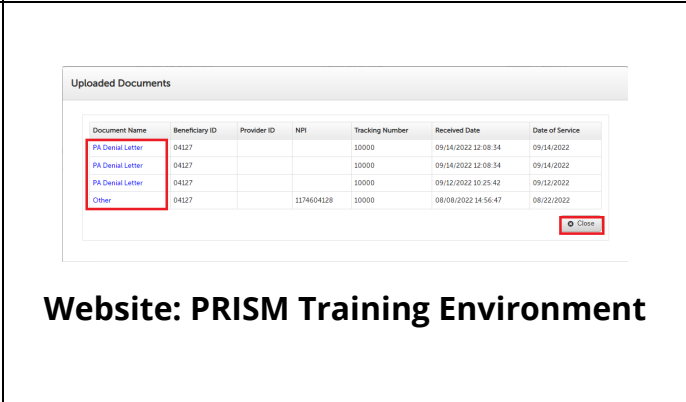 Uploaded Documents
Document Name Beneficiary ID Provider ID NPI Tracking Number Received Date Date of Service
PA Denial Letter 04127 10000 09/14/2022 12:08:34 09/14/2022
PA Denial Letter 04127 10000 09/14/2022 12:08:34 09/14/2022
PA Denial Letter 04127 10000 09/12/2022 10:25:42 09/12/2022
Other 04127 1174604128 10000 08/08/2022 14:56:47 08/22/2022
Close
Website: PRISM Training Environment